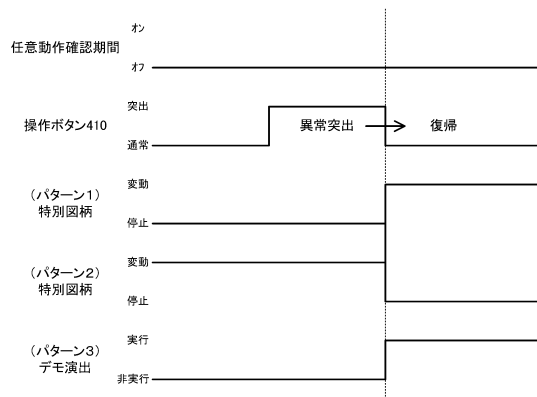 オン
任意動作確認期間
オフ
突出
操作ボタン410
異常突出
復帰
通常
変動
（パターン１）
特別図柄
停止
変動
（パターン２）
特別図柄
停止
実行
（パターン３）
デモ演出
非実行